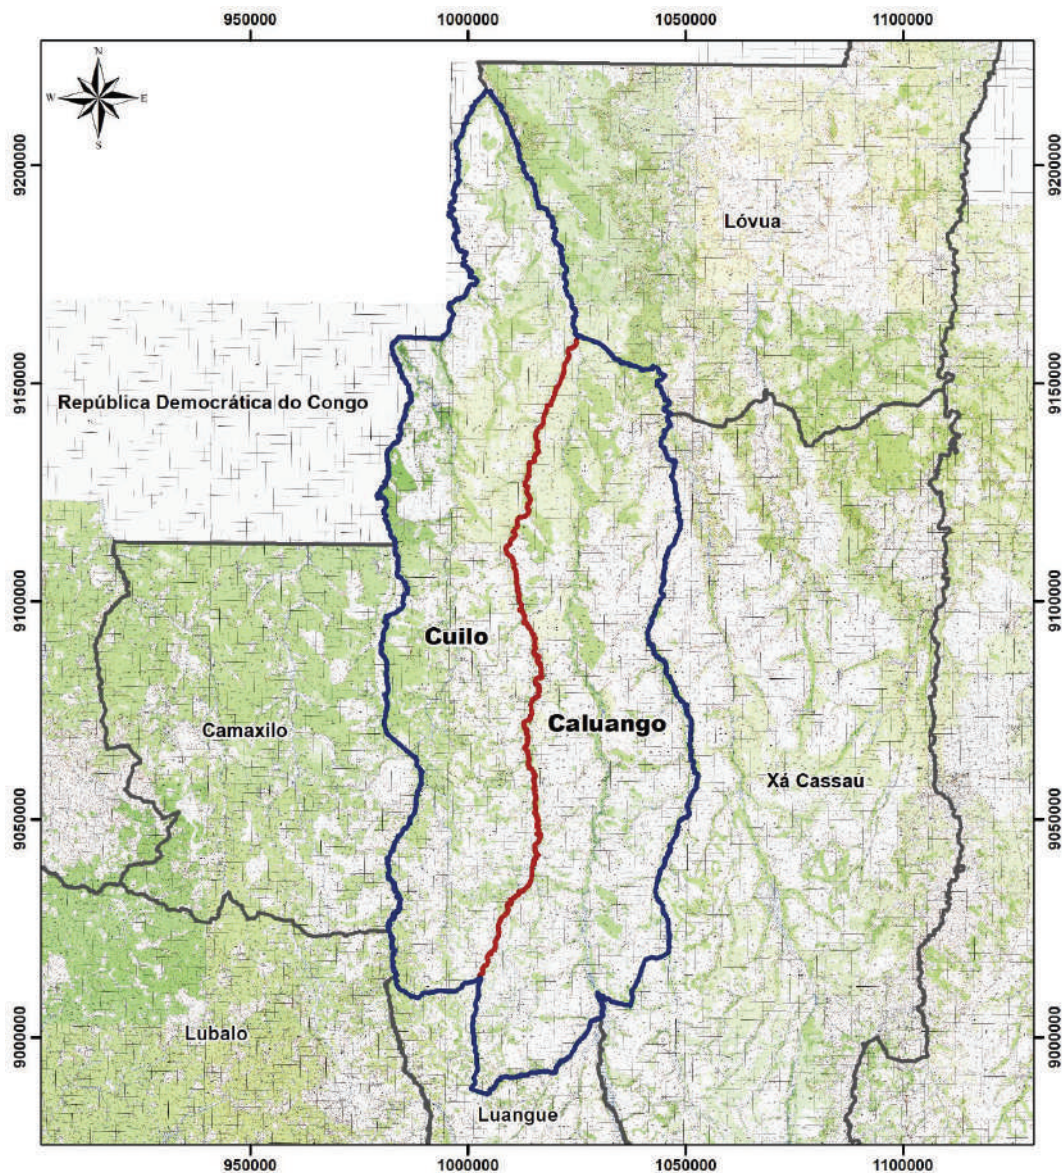 950000 1000000 1050000 1100000
N
W E
S
9200000 9200000
Lóvua
9150000 9150000
República Democrática do Congo
9100000 9100000
Cuilo
Caluango
Camaxilo
Xá Cassau
9050000 9050000
Lubalo
9000000 9000000
Luangue
950000 1000000 1050000 1100000